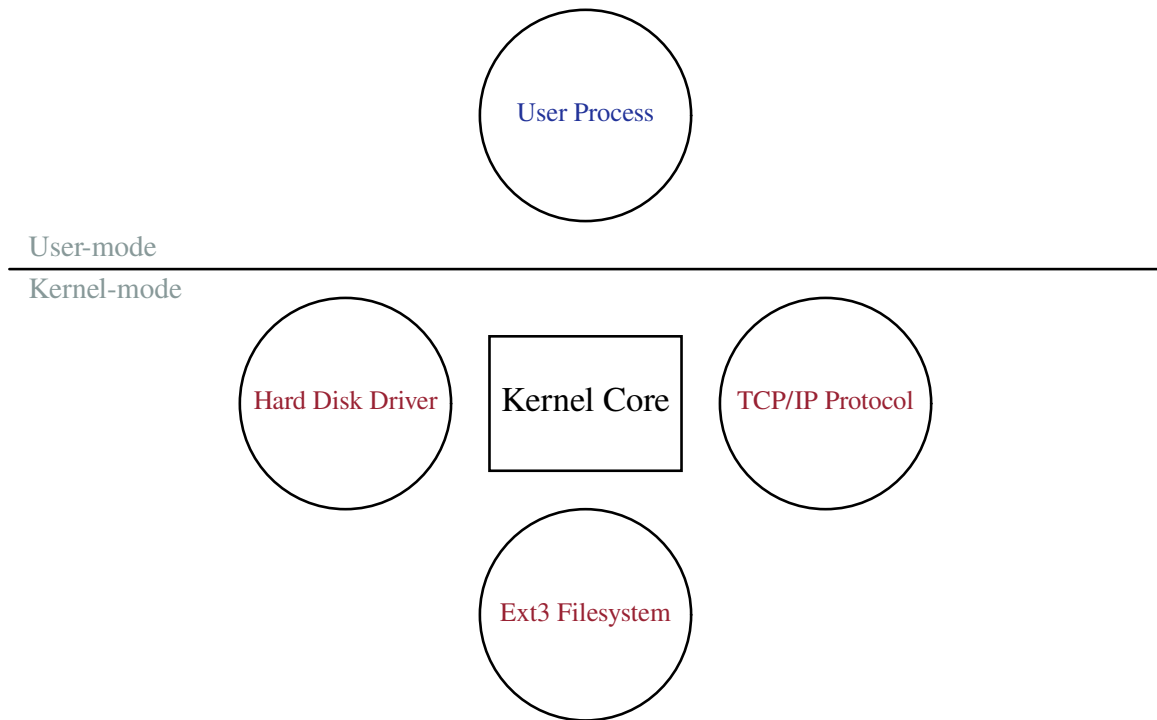 User Process
User-mode
Kernel-mode
Hard Disk Driver
Kernel Core
TCP/IP Protocol
Ext3 Filesystem